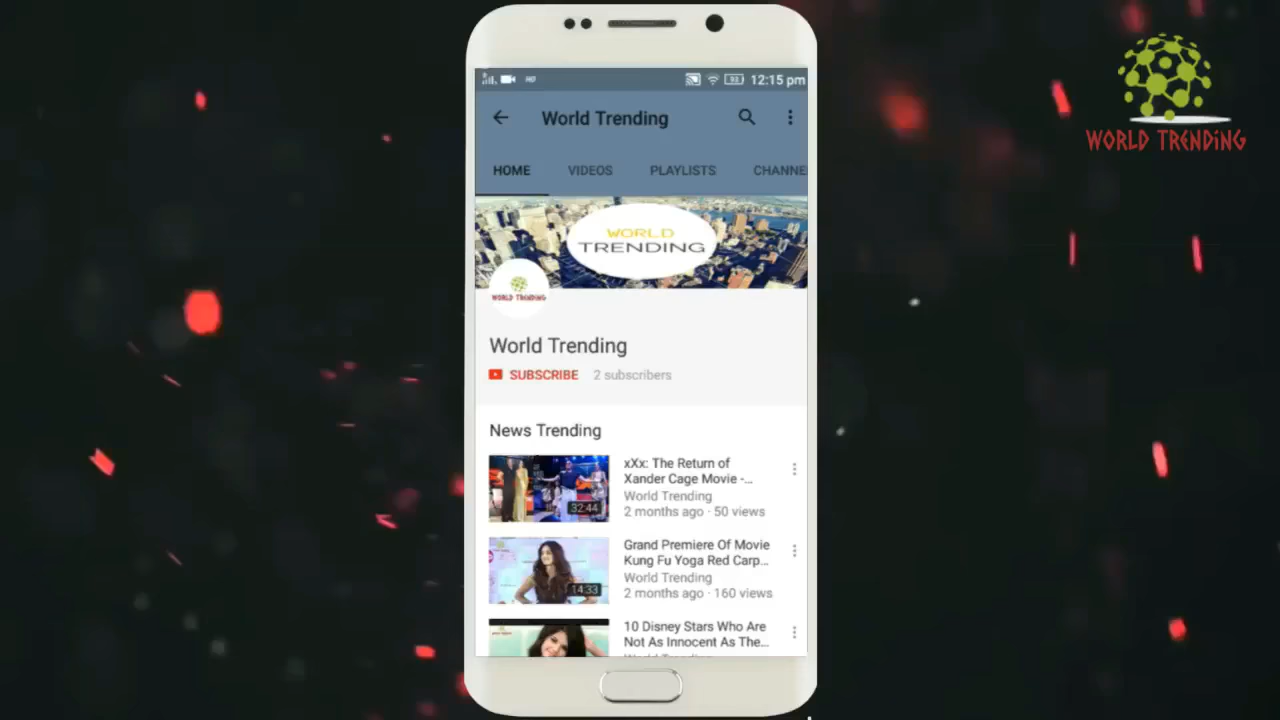 12:15 pm
World Trending
HOME VIDEOS PLAYLISTS CHANNE
WORLD
TRENDING
WORLD TRENDING
World Trending
SUBSCRIBE 2 subscribers
News Trending
xXx: The Return of
Xander Cage Movie -...
World Trending
2 months ago · 50 views
32:44
Grand Premiere Of Movie
Kung Fu Yoga Red Carp...
World Trending
2 months ago · 160 views
14:33
10 Disney Stars Who Are
Not As Innocent As The...
WORLD TRENDING